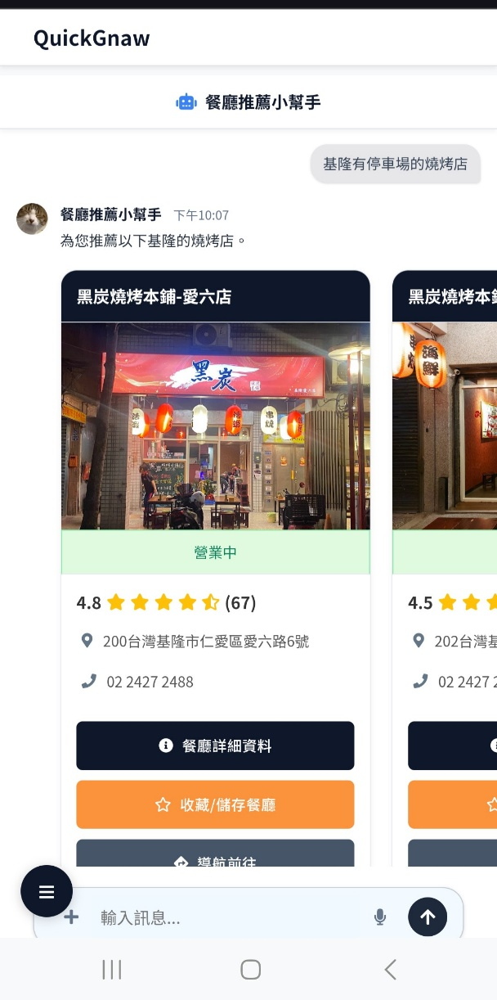 QuickGnaw
餐廳推薦小幫手
基隆有停車場的燒烤店
餐廳推薦小幫手 下午10:07
為您推薦以下基隆的燒烤店。
黑炭燒烤本鋪-愛六店
黑炭燒烤本
黑炭
串燒
海鮮
營業中
4.8 (67)
4.5
200台灣基隆市仁愛區愛六路6號
202台灣
02 2427 2488
02 2427 2
餐廳詳細資料
收藏/儲存餐廳
導航前往
輸入訊息...